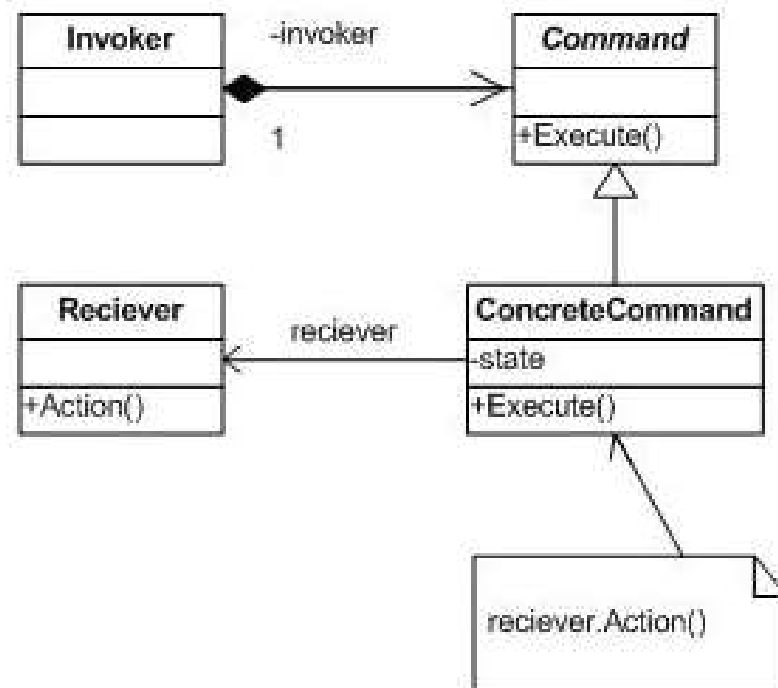 Invoker
-invoker
1
Command
+Execute()
Reciever
+Action()
reciever
ConcreteCommand
-state
+Execute()
reciever.Action()